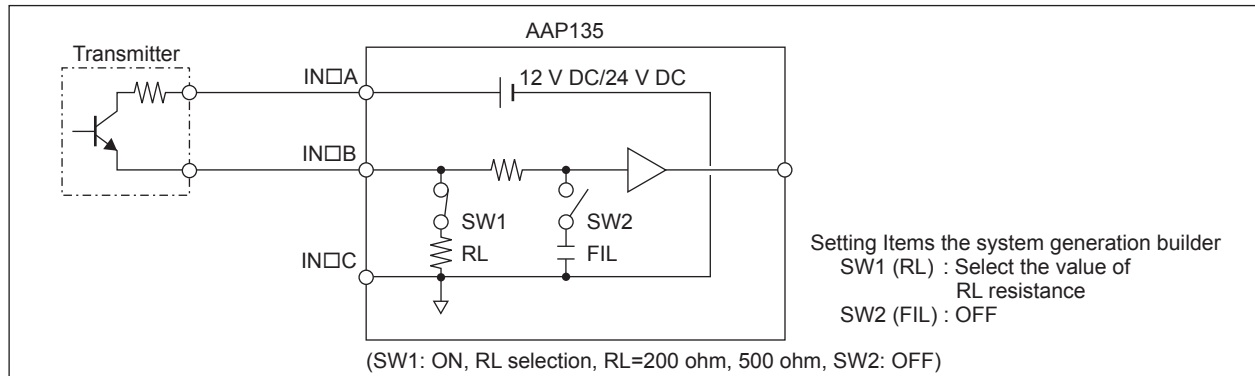 AAP135
Transmitter
IN□A
12 V DC/24 V DC
IN□B
SW1
SW2
RL
FIL
IN□C
Setting Items the system generation builder
SW1 (RL) : Select the value of
RL resistance
SW2 (FIL) : OFF
(SW1: ON, RL selection, RL=200 ohm, 500 ohm, SW2: OFF)